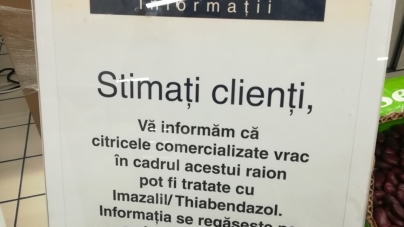 Informații
Stimați clienți,
Vă informăm că
citricele comercializate vrac
în cadrul acestui raion
pot fi tratate cu
Imazalil/ Thiabendazol.
Informația se regăsește pe